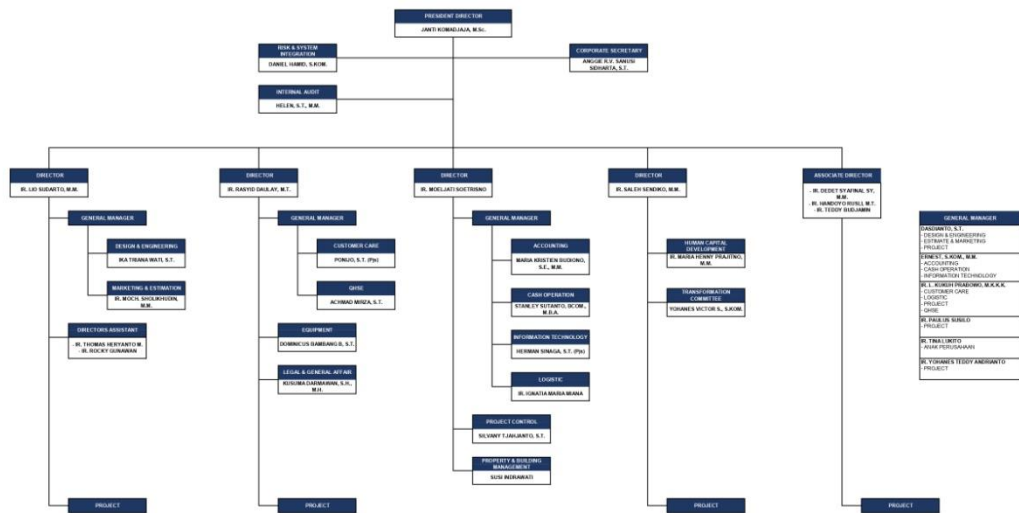 PRESIDENT DIRECTOR
JANTI KOMADJAJA, M.Sc.
RISK & SYSTEM
INTEGRATION
DANIEL HAMID, S.KOM.
CORPORATE SECRETARY
ANGGIE R.V. SANUSI
SIDHARTA, S.T.
INTERNAL AUDIT
HELEN, S.T., M.M.
DIRECTOR
IR. LIO SUDARTO, M.M.
GENERAL MANAGER
DESIGN & ENGINEERING
IKA TRIANA WATI, S.T.
MARKETING & ESTIMATION
IR. MOCH. SHOLIKHUDIN,
M.M.
DIRECTORS ASSISTANT
- IR. THOMAS HERYANTO M.
- IR. ROCKY GUNAWAN
PROJECT
DIRECTOR
IR. RASYID DAULAY, M.T.
GENERAL MANAGER
CUSTOMER CARE
PONIJO, S.T. (Pjs)
QHSE
ACHMAD MIRZA, S.T.
EQUIPMENT
DOMINICUS BAMBANG B, S.T.
LEGAL & GENERAL AFFAIR
KUSUMA DARMAWAN, S.H.,
M.H.
PROJECT
DIRECTOR
IR. MOELJATI SOETRISNO
GENERAL MANAGER
ACCOUNTING
MARIA KRISTIEN BUDIONO,
S.E., M.M.
CASH OPERATION
STANLEY SUTANTO, BCOM.,
M.B.A.
INFORMATION TECHNOLOGY
HERMAN SINAGA, S.T. (Pjs)
LOGISTIC
IR. IGNATIA MARIA MIANA
PROJECT CONTROL
SILVANY TJAHJANTO, S.T.
PROPERTY & BUILDING
MANAGEMENT
SUSI INDRAWATI
DIRECTOR
IR. SALEH SENDIKO, M.M.
HUMAN CAPITAL
DEVELOPMENT
IR. MARIA HENNY PRAJITNO,
M.M.
TRANSFORMATION
COMMITTEE
YOHANES VICTOR S., S.KOM.
PROJECT
ASSOCIATE DIRECTOR
- IR. DEDET SYAFINAL SY,
M.M.
- IR. HANDOYO RUSLI, M.T.
- IR. TEDDY BUDJAMIN
PROJECT
GENERAL MANAGER
DASDIANTO, S.T.
- DESIGN & ENGINEERING
- ESTIMATE & MARKETING
- PROJECT
ERNEST, S.KOM., M.M.
- ACCOUNTING
- CASH OPERATION
- INFORMATION TECHNOLOGY
IR. L. KUKUH PRABOWO, M.K.K.K.
- CUSTOMER CARE
- LOGISTIC
- PROJECT
- QHSE
IR. PAULUS SUSILO
- PROJECT
IR. TINA LUKITO
- ANAK PERUSAHAAN
IR. YOHANES TEDDY ANDRIANTO
- PROJECT